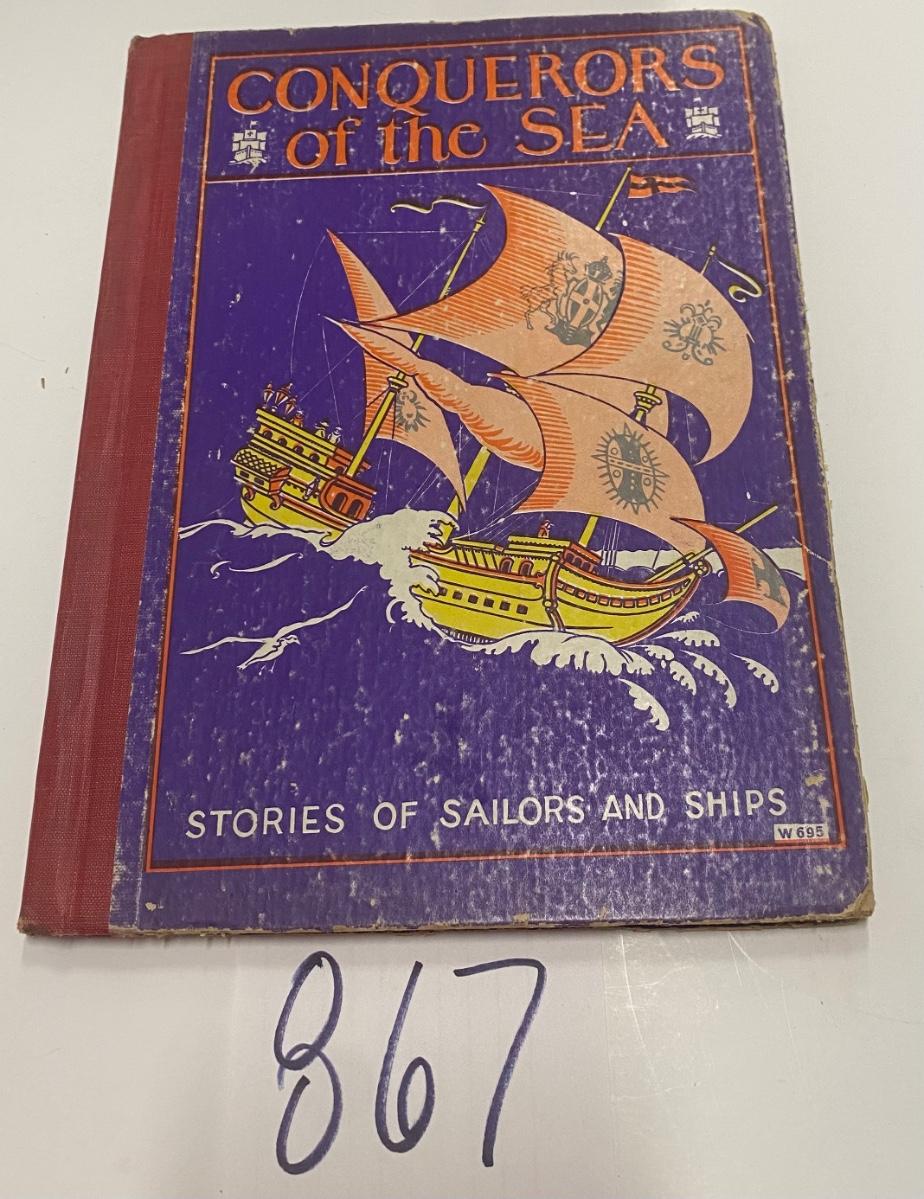 CONQUERORS
of the SEA
STORIES OF SAILORS AND SHIPS
W 695
867